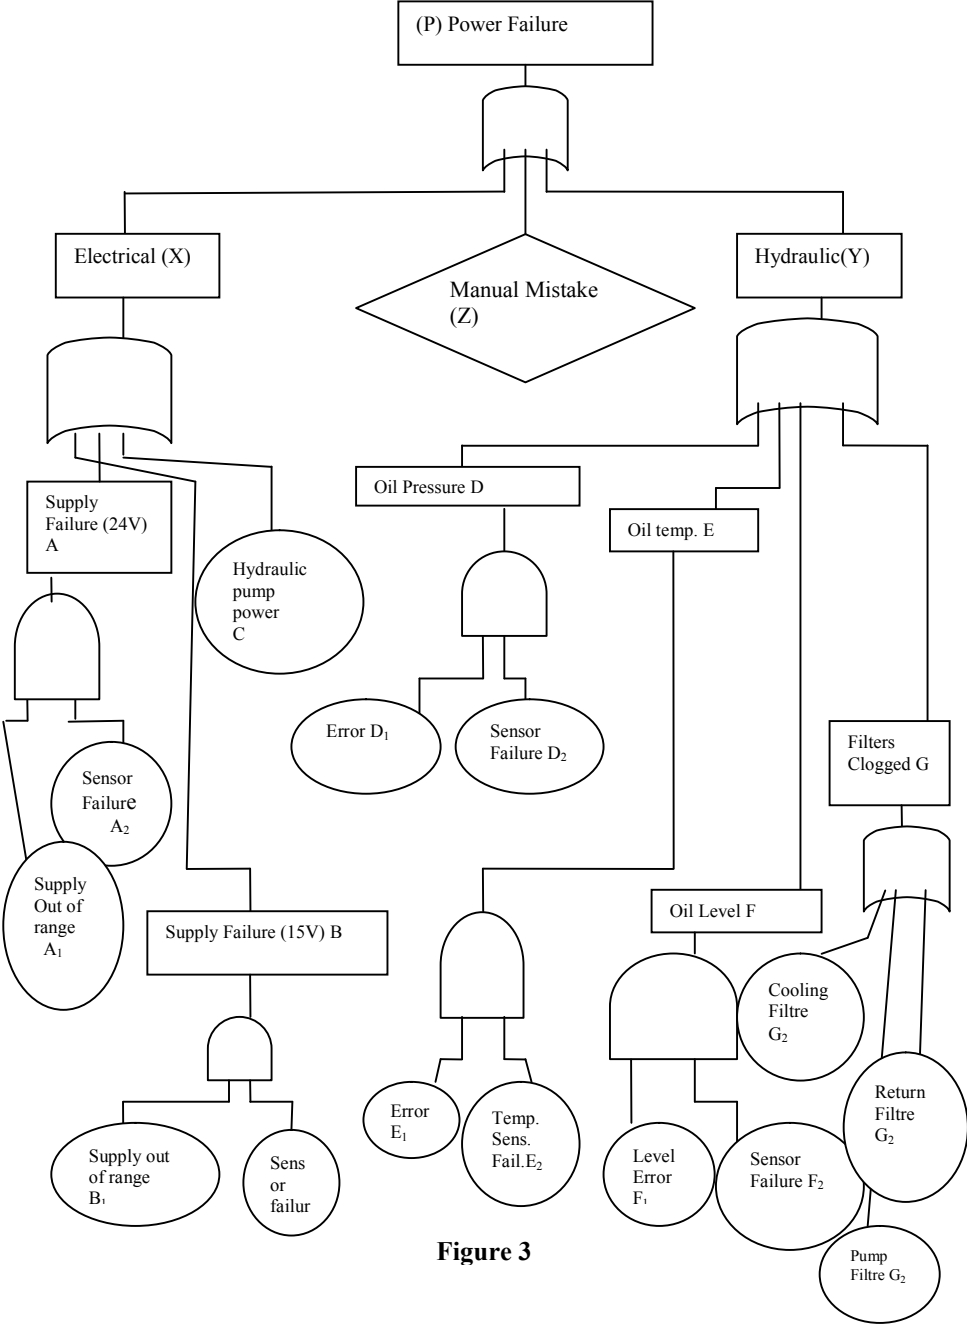 (P) Power Failure
Electrical (X)
Manual Mistake
(Z)
Hydraulic(Y)
Supply
Failure (24V)
A
Hydraulic
pump
power
C
Oil Pressure D
Oil temp. E
Error D₁
Sensor
Failure D₂
Filters
Clogged G
Sensor
Failure
A₂
Supply
Out of
range
A₁
Supply Failure (15V) B
Oil Level F
Cooling
Filtre
G₂
Error
E₁
Temp.
Sens.
Fail.E₂
Return
Filtre
G₂
Supply out
of range
B₁
Sens
or
failur
Level
Error
F₁
Sensor
Failure F₂
Pump
Filtre G₂
Figure 3